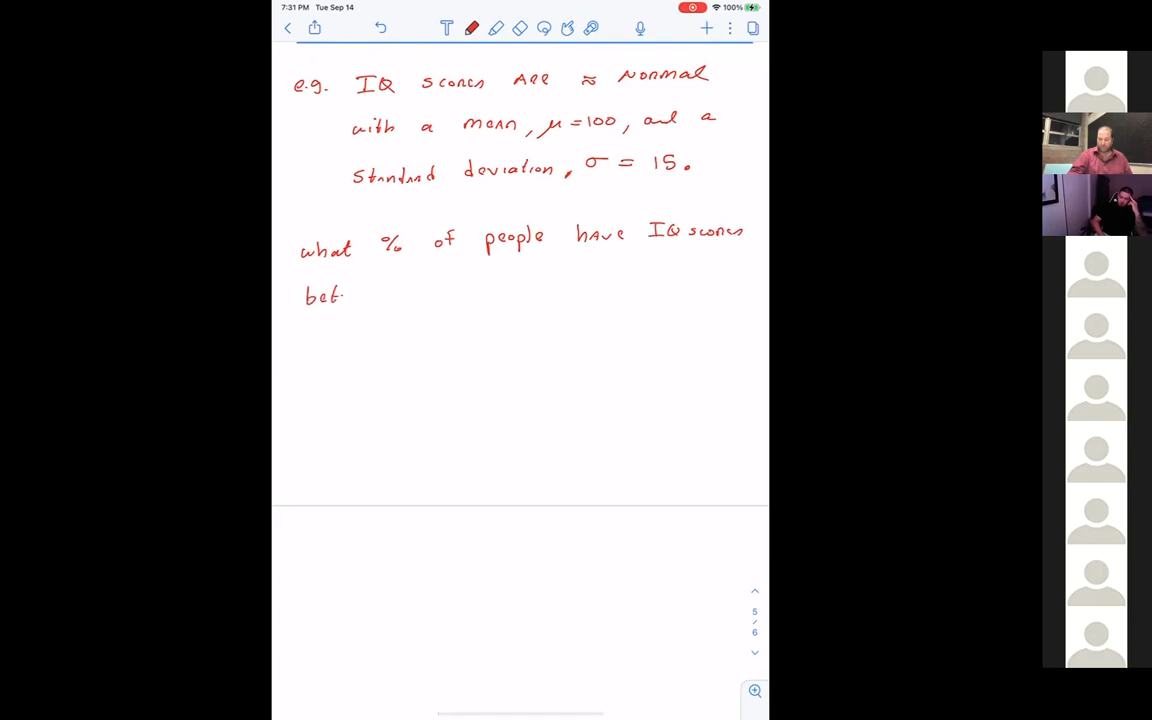 7:31 PM Tue Sep 14
100%
e.g. IQ scores are ≈ normal
with a mean, μ = 100, and a
standard deviation, σ = 15.
what % of people have IQ scores
bet.
5
/
6